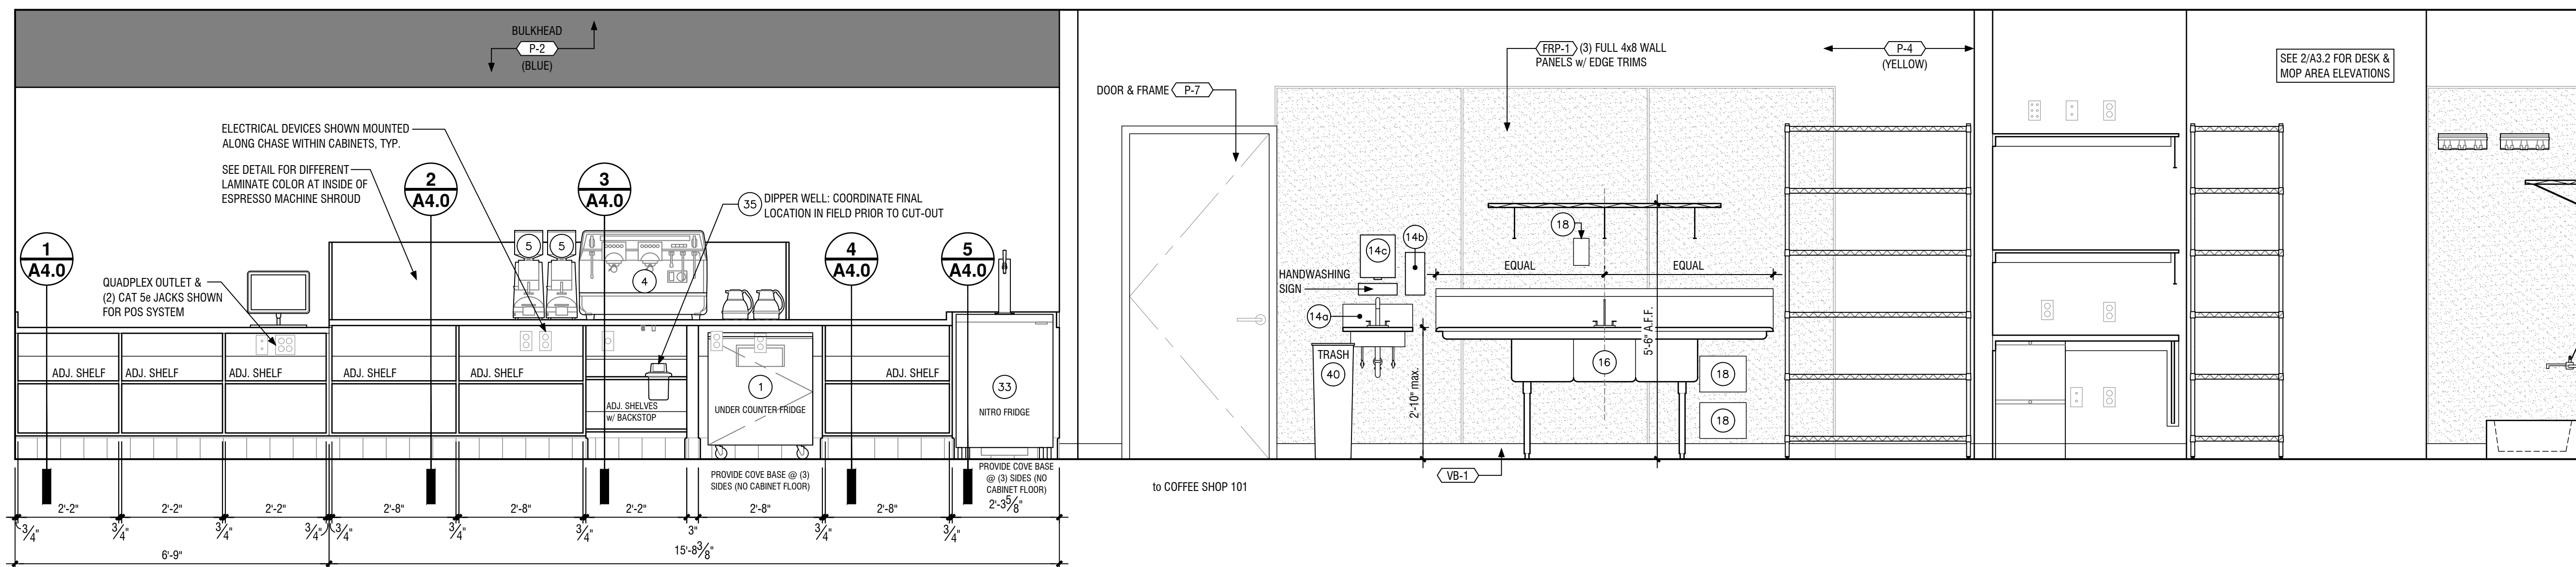 BULKHEAD
P-2
(BLUE)
ELECTRICAL DEVICES SHOWN MOUNTED
ALONG CHASE WITHIN CABINETS, TYP.
SEE DETAIL FOR DIFFERENT
LAMINATE COLOR AT INSIDE OF
ESPRESSO MACHINE SHROUD
2
A4.0
3
A4.0
35
DIPPER WELL: COORDINATE FINAL
LOCATION IN FIELD PRIOR TO CUT-OUT
1
A4.0
QUADPLEX OUTLET &
(2) CAT 5e JACKS SHOWN
FOR POS SYSTEM
5
5
4
4
A4.0
5
A4.0
ADJ. SHELF
ADJ. SHELF
ADJ. SHELF
ADJ. SHELF
ADJ. SHELF
ADJ. SHELVES
w/ BACKSTOP
1
UNDER COUNTER FRIDGE
ADJ. SHELF
33
NITRO FRIDGE
PROVIDE COVE BASE @ (3)
SIDES (NO CABINET FLOOR)
PROVIDE COVE BASE
@ (3) SIDES (NO
CABINET FLOOR)
2'-2"
2'-2"
2'-2"
2'-8"
2'-8"
2'-2"
2'-8"
2'-8"
2'-3 5/8"
3/4"
3/4"
3/4"
3/4"
3/4"
3/4"
3/4"
3"
3/4"
3/4"
6'-9"
15'-8 3/8"
DOOR & FRAME
P-7
FRP-1
(3) FULL 4x8 WALL
PANELS w/ EDGE TRIMS
P-4
(YELLOW)
SEE 2/A3.2 FOR DESK &
MOP AREA ELEVATIONS
18
14c
14b
HANDWASHING
SIGN
EQUAL
EQUAL
14a
TRASH
40
2'-10" max.
16
5'-6" A.F.F.
18
18
VB-1
to COFFEE SHOP 101